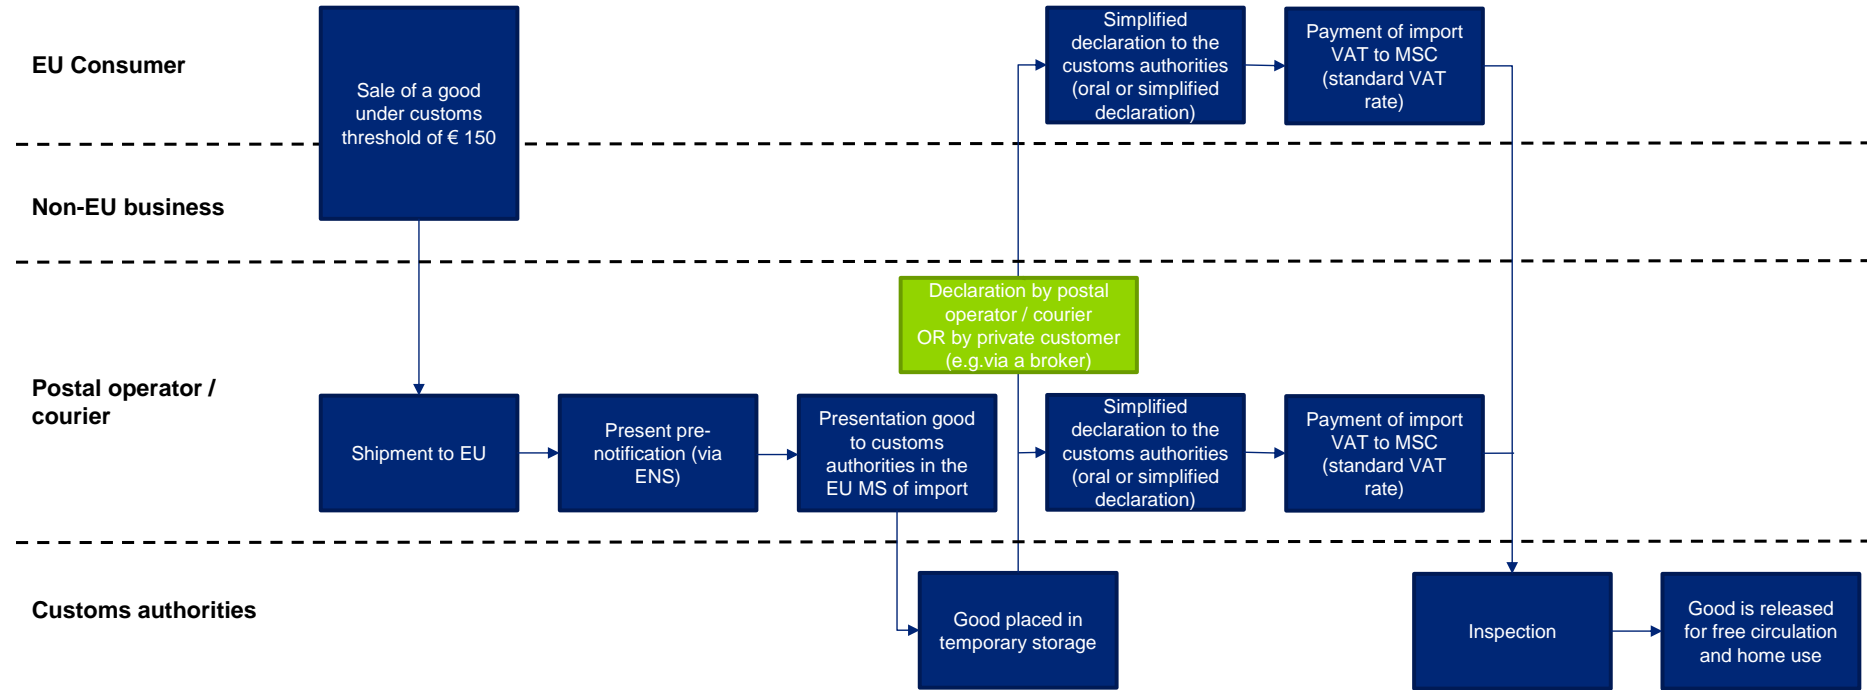 EU Consumer
Sale of a good
under customs
threshold of € 150
Simplified
declaration to the
customs authorities
(oral or simplified
declaration)
Payment of import
VAT to MSC
(standard VAT
rate)
Non-EU business
Declaration by postal
operator / courier
OR by private customer
(e.g.via a broker)
Postal operator /
courier
Shipment to EU
Present pre-
notification (via
ENS)
Presentation good
to customs
authorities in the
EU MS of import
Simplified
declaration to the
customs authorities
(oral or simplified
declaration)
Payment of import
VAT to MSC
(standard VAT
rate)
Customs authorities
Good placed in
temporary storage
Inspection
Good is released
for free circulation
and home use